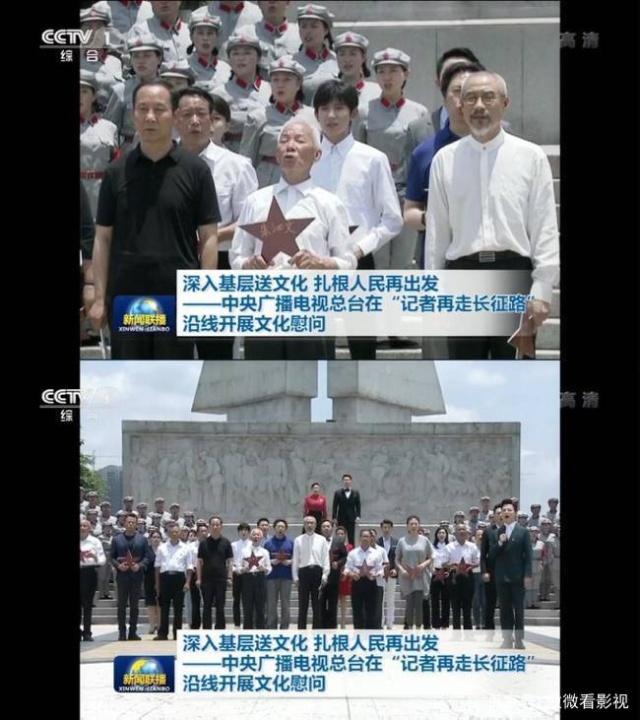 CCTV 1
综合
高清
深入基层送文化 扎根人民再出发
——中央广播电视总台在“记者再走长征路”
沿线开展文化慰问
新闻联播
XINWEN LIANBO
CCTV
综合
高清
深入基层送文化 扎根人民再出发
——中央广播电视总台在“记者再走长征路”
沿线开展文化慰问
新闻联播
XINWEN LIANBO
微看影视